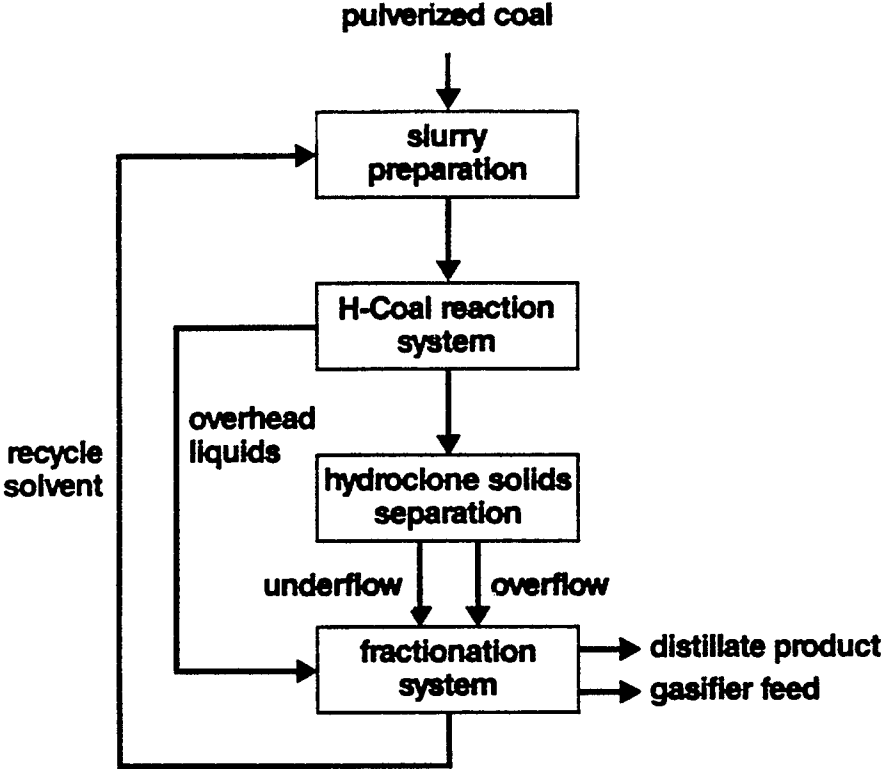 pulverized coal
slurry
preparation
H-Coal reaction
system
overhead
liquids
recycle
solvent
hydroclone solids
separation
underflow
overflow
fractionation
system
distillate product
gasifier feed